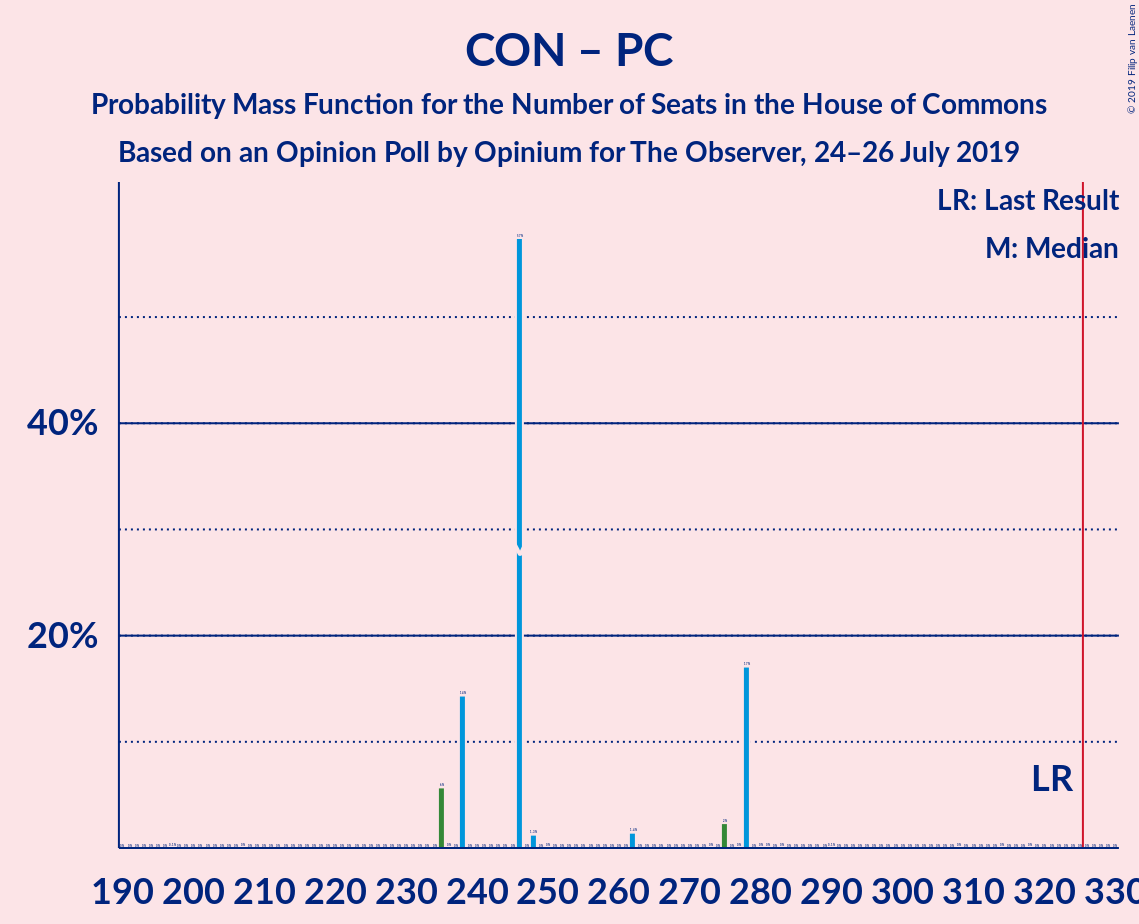 CON – PC
Probability Mass Function for the Number of Seats in the House of Commons
Based on an Opinion Poll by Opinium for The Observer, 24–26 July 2019
© 2019 Filip van Laenen
LR: Last Result
M: Median
40%
20%
LR
190 200 210 220 230 240 250 260 270 280 290 300 310 320 330